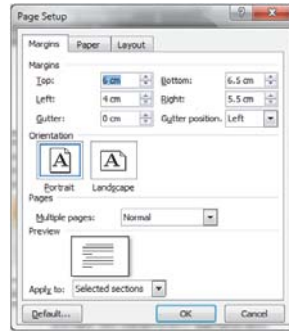 Page Setup
Margins Paper Layout
Margins
Top: 6 cm Bottom: 6.5 cm
Left: 4 cm Right: 5.5 cm
Gutter: 0 cm Gutter position: Left
Orientation
A A
Portrait Landscape
Pages
Multiple pages: Normal
Preview
Apply to: Selected sections
Default... OK Cancel